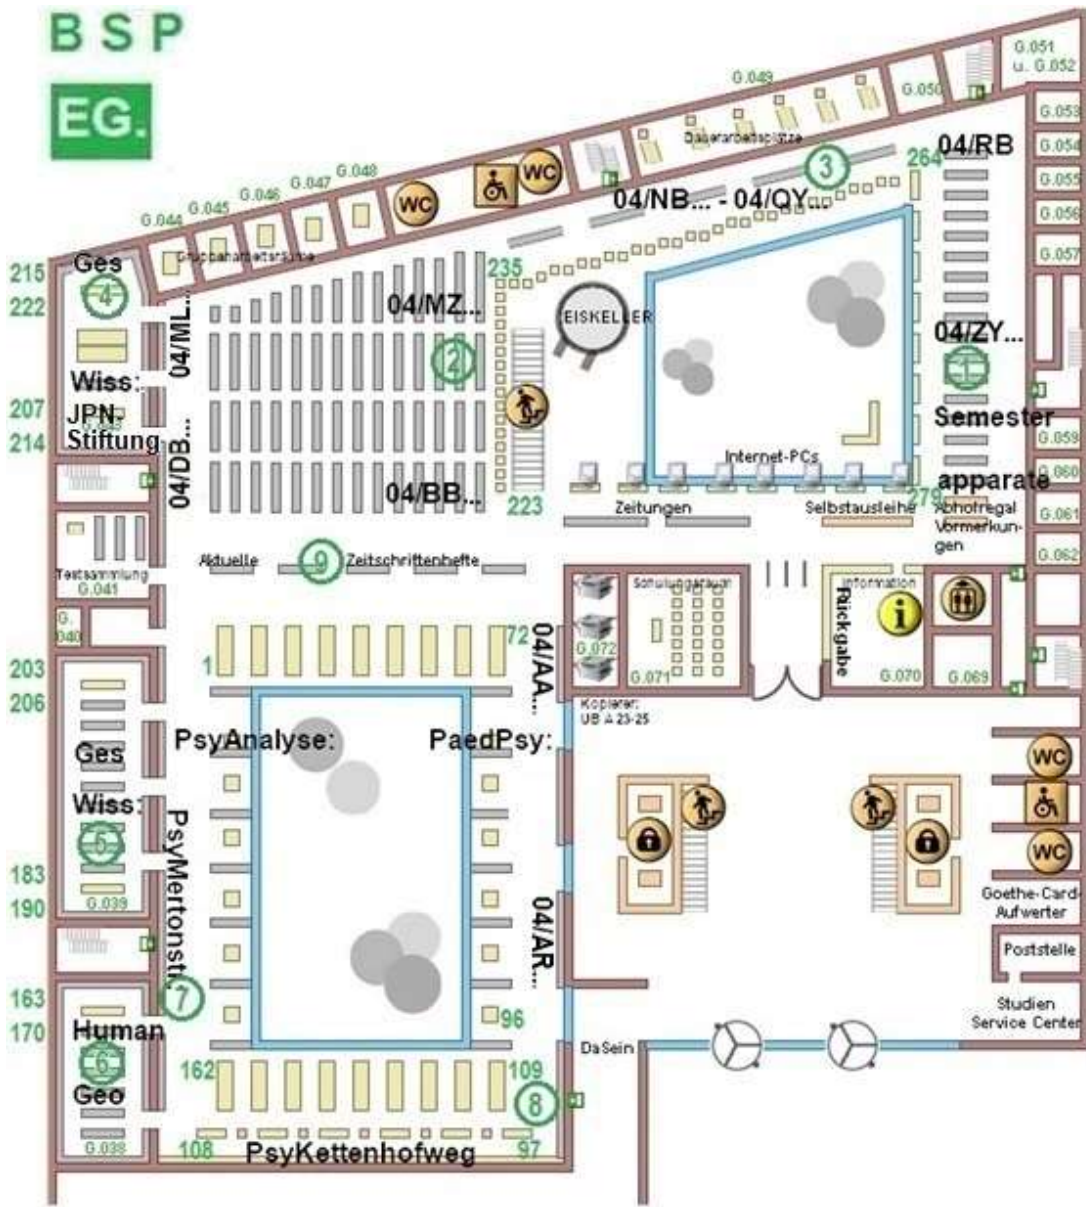 B S P
EG.
G.051
u. G.052
G.049
G.050
G.053
G.054
G.055
G.056
G.057
G.048
G.047
G.046
G.045
G.044
Dauerarbeitsplätze
3
264
04/RB
WC
WC
04/NB... - 04/QY...
Gruppenarbeitsräume
215
Ges
4
222
235
04/MZ...
04/ML...
EISKELLER
04/ZY...
2
1
Wiss:
207
JPN.
214
Stiftung
04/DB...
04/BB...
223
Semester
G.059
G.060
apparate
Internet-PCs
279
Zeitungen
Selbstausleihe
Abholregal
Vormerkun-
gen
G.061
G.062
Aktuelle
9
Zeitschriftenhefte
Testsammlung
G.041
G.
040
Schulungsraum
Information
Rückgabe
i
G.072
G.071
G.070
G.069
1
72
04/AA...
203
206
Kopierer:
UB A 23-25
PsyAnalyse:
PaedPsy:
Ges
Wiss:
5
183
190
G.039
PsyMertonstr.
04/AR...
WC
WC
Goethe-Card-
Aufwerter
Poststelle
Studien
Service Center
163
170
7
Human
6
Geo
G.038
96
DaSein
162
109
8
108
PsyKettenhofweg
97